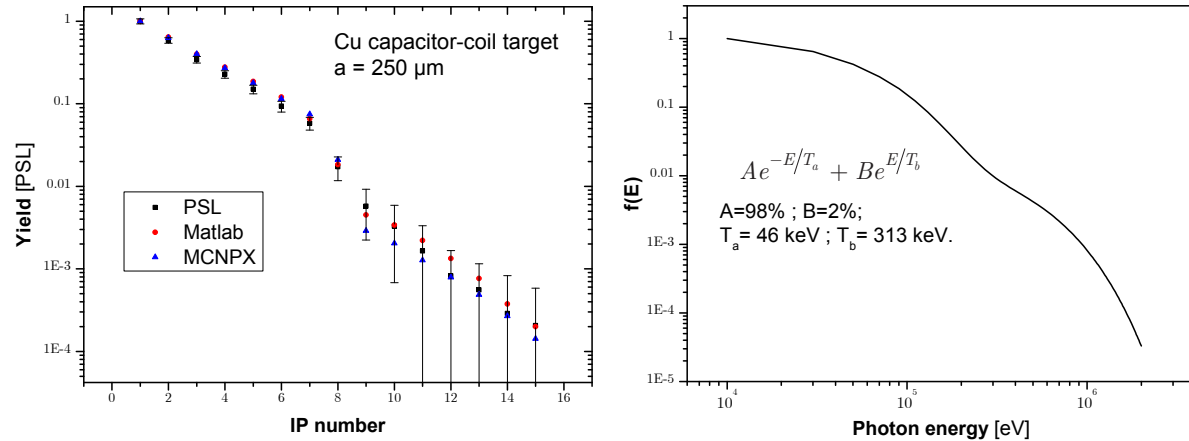 Cu capacitor-coil target
a = 250 µm
Yield [PSL]
1
0.1
0.01
1E-3
1E-4
PSL
Matlab
MCNPX
0 2 4 6 8 10 12 14 16
IP number
f(E)
1
0.1
0.01
1E-3
1E-4
1E-5
Ae^{-E/T_a} + Be^{E/T_b}
A=98% ; B=2%;
T_a= 46 keV ; T_b= 313 keV.
10^4 10^5 10^6
Photon energy [eV]